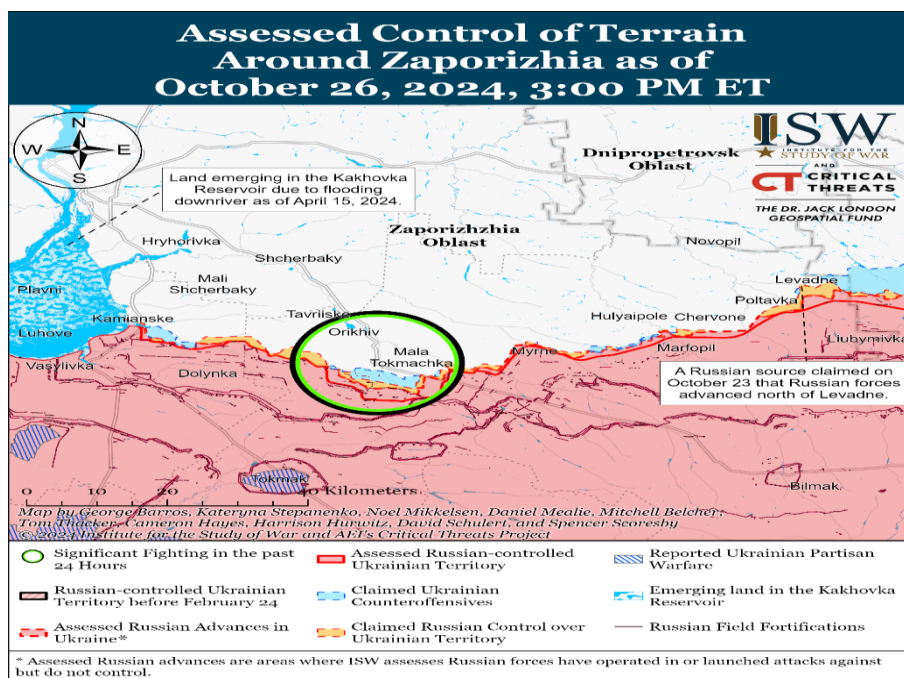 Assessed Control of Terrain
Around Zaporizhia as of
October 26, 2024, 3:00 PM ET
N
W E
S
Land emerging in the Kakhovka
Reservoir due to flooding
downriver as of April 15, 2024.
ISW
INSTITUTE FOR THE
STUDY OF WAR
AND
CT CRITICAL
THREATS
THE DR. JACK LONDON
GEOSPATIAL FUND
Dnipropetrovsk
Oblast
Zaporizhzhia
Oblast
Hryhorivka
Shcherbaky
Novopil
Mali
Shcherbaky
Plavni
Levadne
Poltavka
Kamianske
Tavriiske
Orikhiv
Hulyaipole
Chervone
Luhove
Liubymivka
Mala
Tokmachka
Myrne
Marfopil
Vasylivka
Dolynka
A Russian source claimed on
October 23 that Russian forces
advanced north of Levadne.
Tokmak
Bilmak
0 20 40 Kilometers
Map by George Barros, Kateryna Stepanenko, Noel Mikkelsen, Daniel Mealie, Mitchell Belcher,
Tom Thacker, Cameron Hayes, Harrison Hurwitz, David Schulert, and Spencer Scoresby
© 2024 Institute for the Study of War and AEI's Critical Threats Project
Significant Fighting in the past
24 Hours
Assessed Russian-controlled
Ukrainian Territory
Reported Ukrainian Partisan
Warfare
Russian-controlled Ukrainian
Territory before February 24
Claimed Ukrainian
Counteroffensives
Emerging land in the Kakhovka
Reservoir
Assessed Russian Advances in
Ukraine*
Claimed Russian Control over
Ukrainian Territory
Russian Field Fortifications
* Assessed Russian advances are areas where ISW assesses Russian forces have operated in or launched attacks against
but do not control.